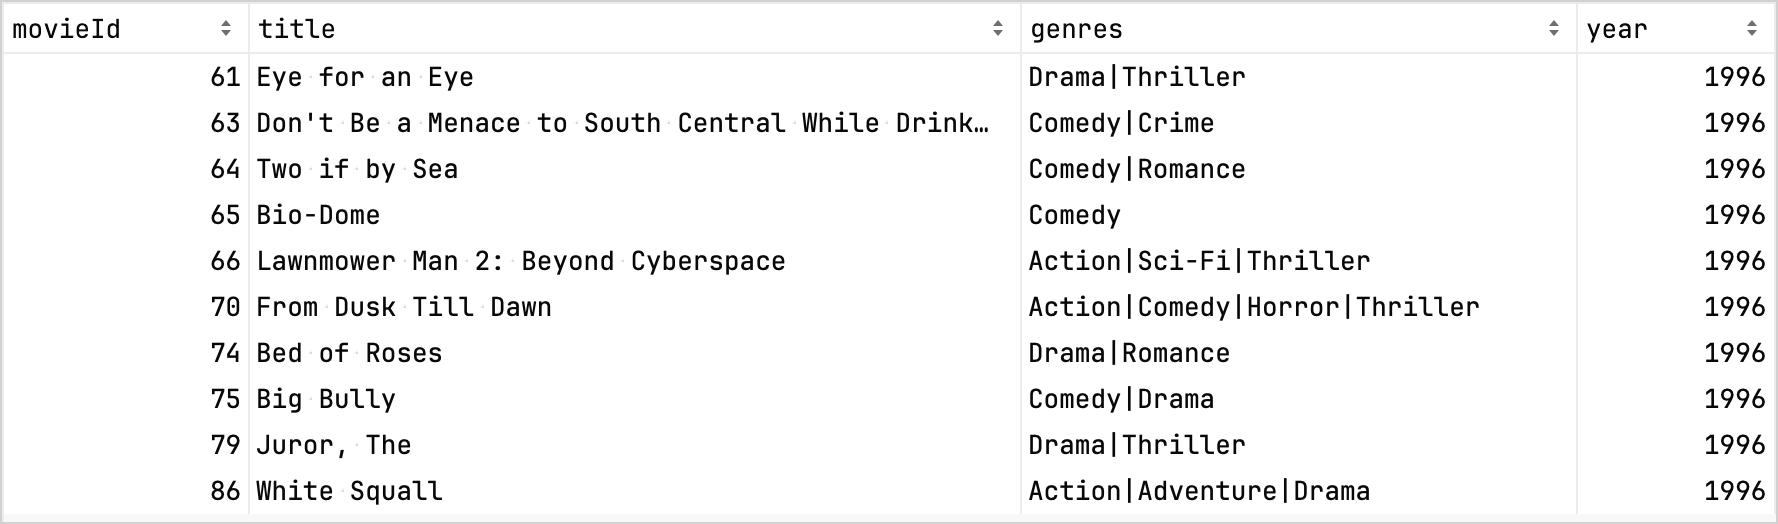 movieId title genres year
61 Eye for an Eye Drama|Thriller 1996
63 Don't Be a Menace to South Central While Drink… Comedy|Crime 1996
64 Two if by Sea Comedy|Romance 1996
65 Bio-Dome Comedy 1996
66 Lawnmower Man 2: Beyond Cyberspace Action|Sci-Fi|Thriller 1996
70 From Dusk Till Dawn Action|Comedy|Horror|Thriller 1996
74 Bed of Roses Drama|Romance 1996
75 Big Bully Comedy|Drama 1996
79 Juror, The Drama|Thriller 1996
86 White Squall Action|Adventure|Drama 1996